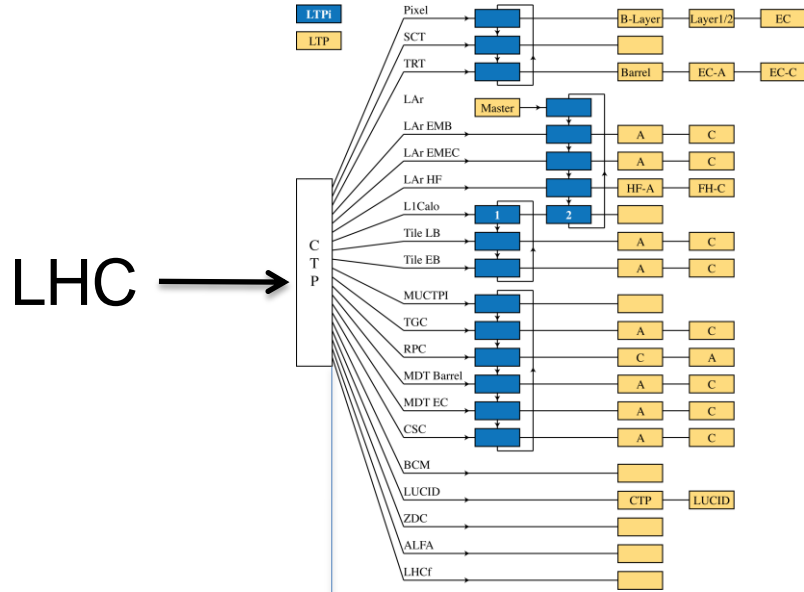 LTPi
LTP
Pixel B-Layer Layer1/2 EC
SCT
TRT Barrel EC-A EC-C
LAr Master
LAr EMB A C
LAr EMEC A C
LAr HF HF-A FH-C
L1Calo 1 2
Tile LB A C
Tile EB A C
LHC
C
T
P
MUCTPI
TGC A C
RPC C A
MDT Barrel A C
MDT EC A C
CSC A C
BCM
LUCID CTP LUCID
ZDC
ALFA
LHCf